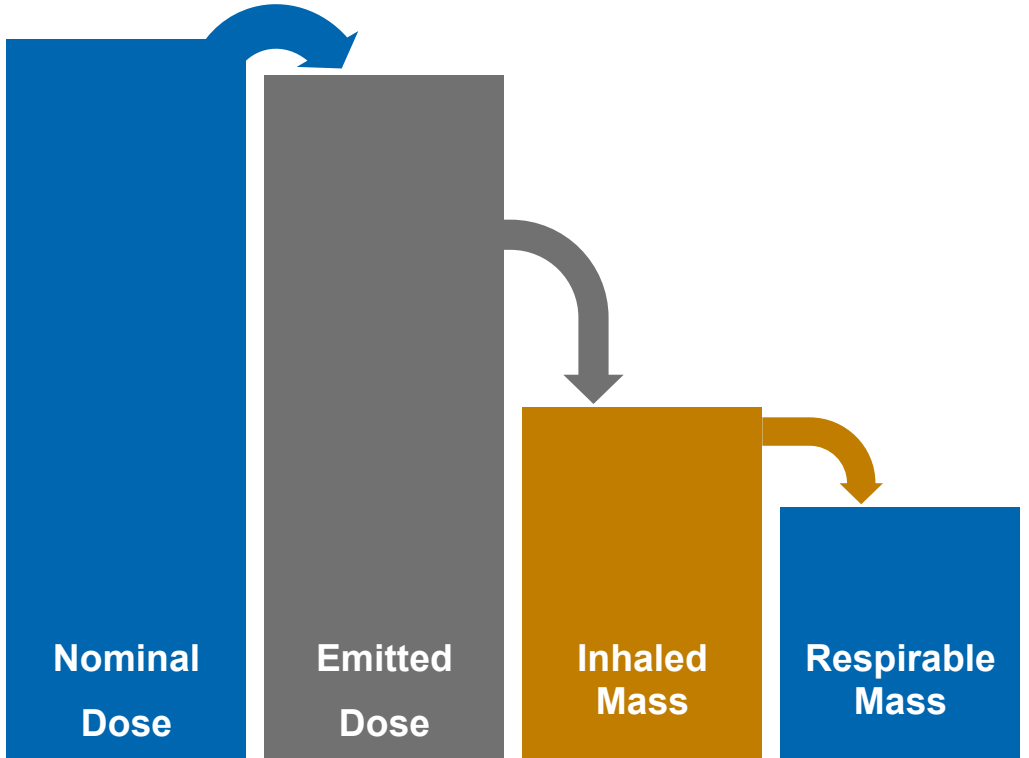 Nominal
Dose
Emitted
Dose
Inhaled
Mass
Respirable
Mass